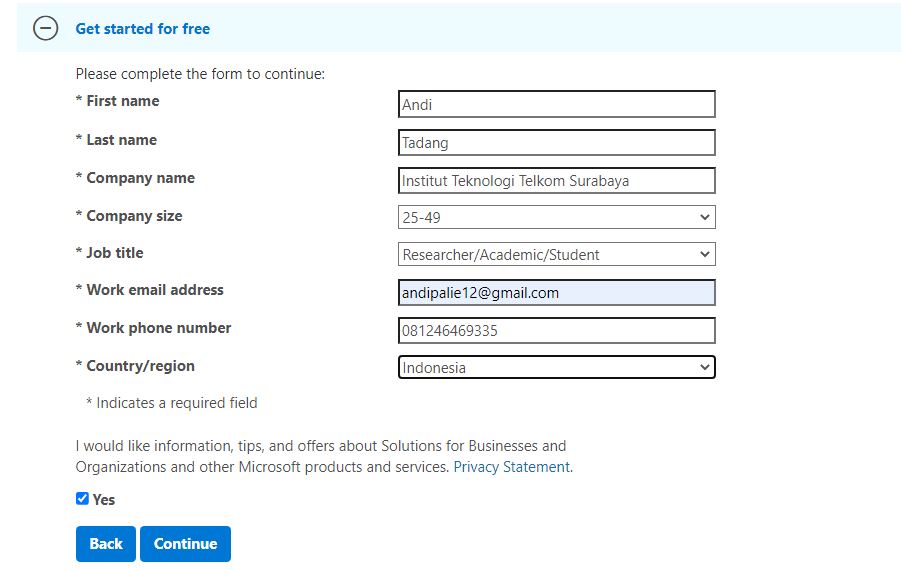 Get started for free
Please complete the form to continue:
* First name Andi
* Last name Tadang
* Company name Institut Teknologi Telkom Surabaya
* Company size 25-49
* Job title Researcher/Academic/Student
* Work email address andipalie12@gmail.com
* Work phone number 081246469335
* Country/region Indonesia
* Indicates a required field
I would like information, tips, and offers about Solutions for Businesses and
Organizations and other Microsoft products and services. Privacy Statement.
Yes
Back Continue